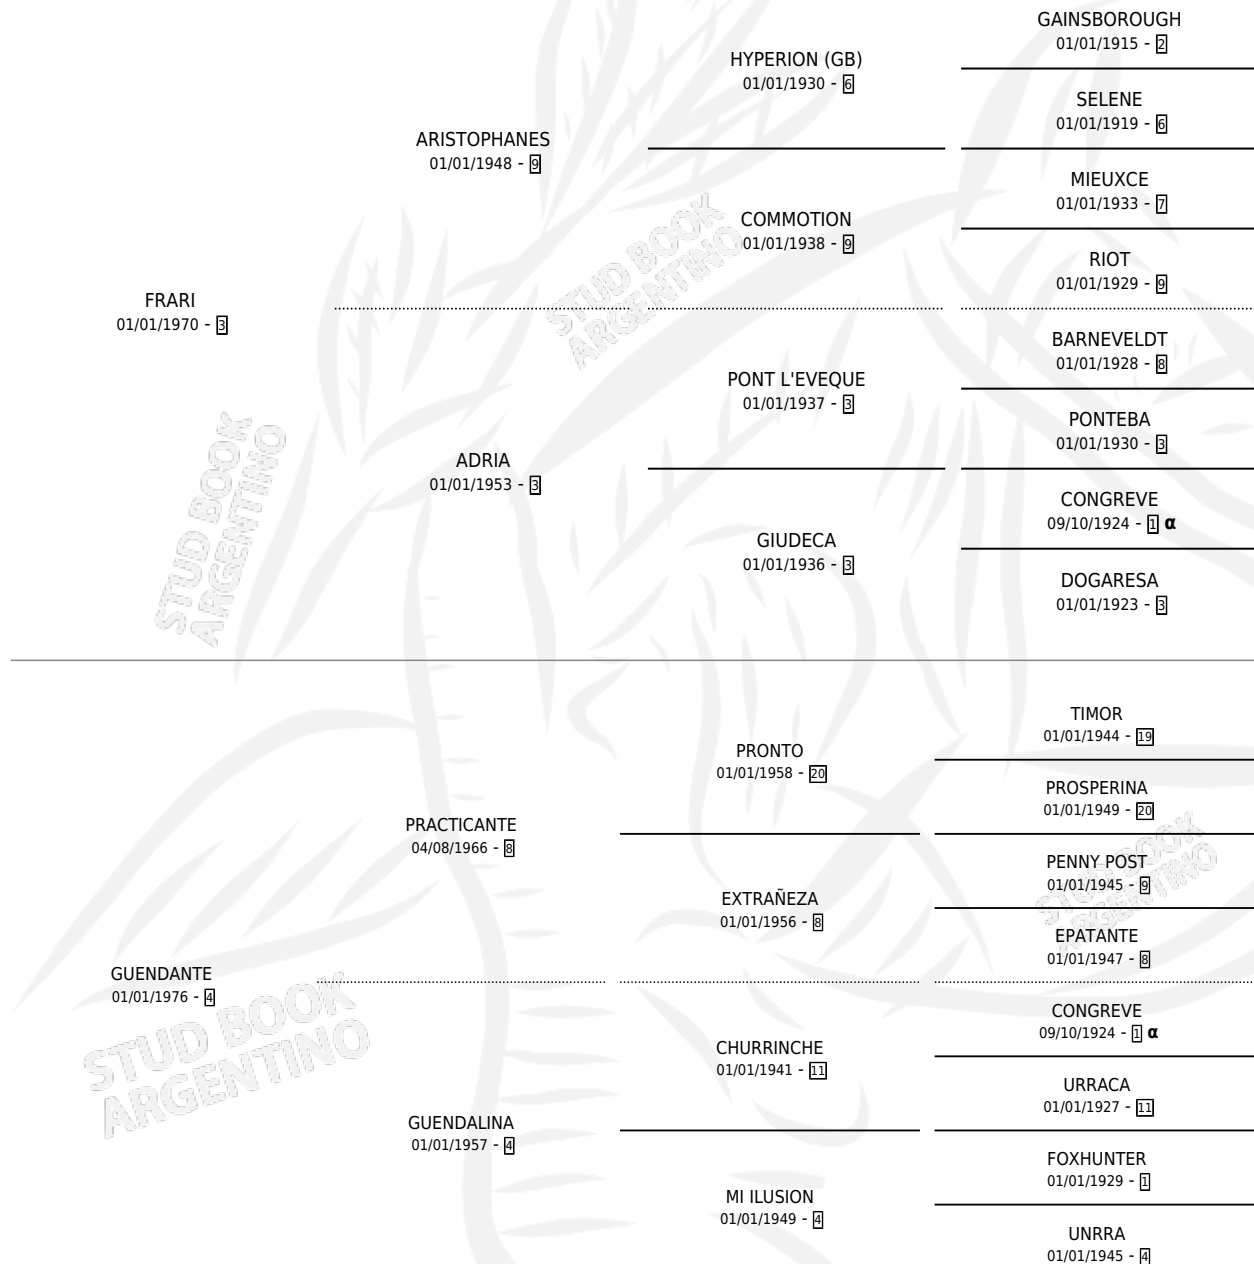 GAINSBOROUGH
01/01/1915 - 2
HYPERION (GB)
01/01/1930 - 6
SELENE
01/01/1919 - 6
ARISTOPHANES
01/01/1948 - 9
MIEUXCE
01/01/1933 - 7
COMMOTION
01/01/1938 - 9
RIOT
01/01/1929 - 9
STUD BOOK
ARGENTINO
FRARI
01/01/1970 - 3
BARNEVELDT
01/01/1928 - 8
PONT L'EVEQUE
01/01/1937 - 3
PONTEBA
01/01/1930 - 3
ADRIA
01/01/1953 - 3
CONGREVE
09/10/1924 - 1 α
GIUDECA
01/01/1936 - 3
DOGARESA
01/01/1923 - 3
STUD BOOK
ARGENTINO
TIMOR
01/01/1944 - 19
PRONTO
01/01/1958 - 20
PROSPERINA
01/01/1949 - 20
PRACTICANTE
04/08/1966 - 8
PENNY POST
01/01/1945 - 9
EXTRAÑEZA
01/01/1956 - 8
EPATANTE
01/01/1947 - 8
STUD BOOK
ARGENTINO
GUENDANTE
01/01/1976 - 4
CONGREVE
09/10/1924 - 1 α
CHURRINCHE
01/01/1941 - 11
URRACA
01/01/1927 - 11
STUD BOOK
ARGENTINO
GUENDALINA
01/01/1957 - 4
FOXHUNTER
01/01/1929 - 1
MI ILUSION
01/01/1949 - 4
UNRRA
01/01/1945 - 4